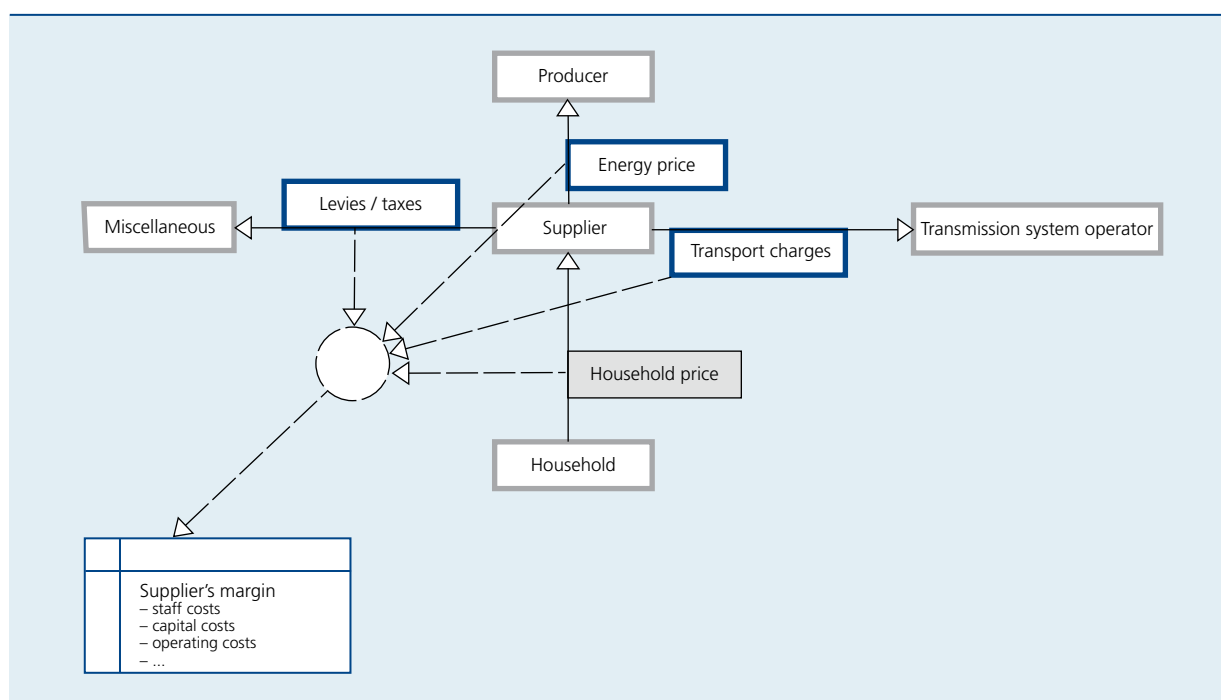 Producer
Energy price
Levies / taxes
Miscellaneous
Supplier
Transmission system operator
Transport charges
Household price
Household
Supplier’s margin
– staff costs
– capital costs
– operating costs
– ...